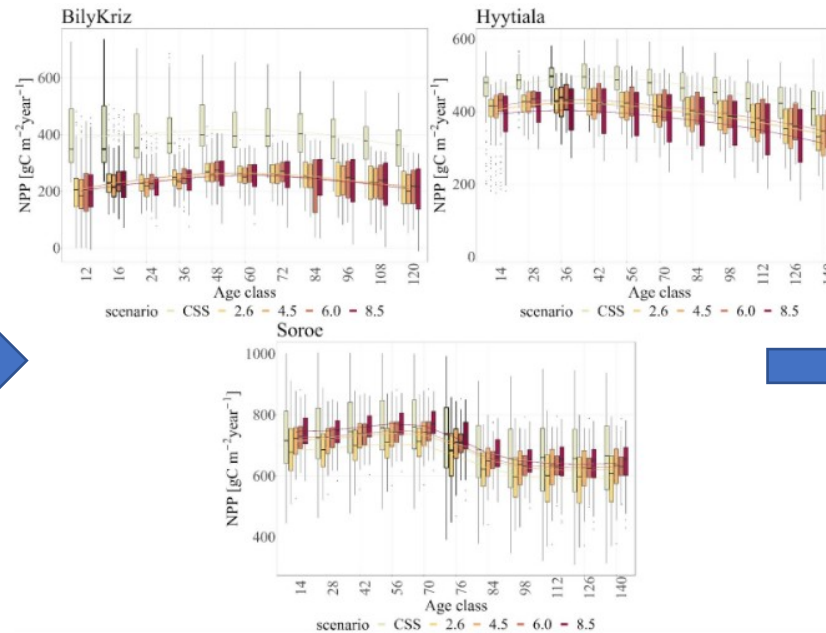 BilyKriz
NPP [gC m−2year−1]
600
400
200
0
12 16 24 36 48 60 72 84 96 108 120
Age class
scenario CSS 2.6 4.5 6.0 8.5
Hyytiala
NPP [gC m−2year−1]
600
400
200
0
14 28 36 42 56 70 84 98 112 126
Age class
scenario CSS 2.6 4.5 6.0 8.5
Soroe
NPP [gC m−2year−1]
1000
800
600
400
14 28 42 56 70 76 84 98 112 126 140
Age class
scenario CSS 2.6 4.5 6.0 8.5